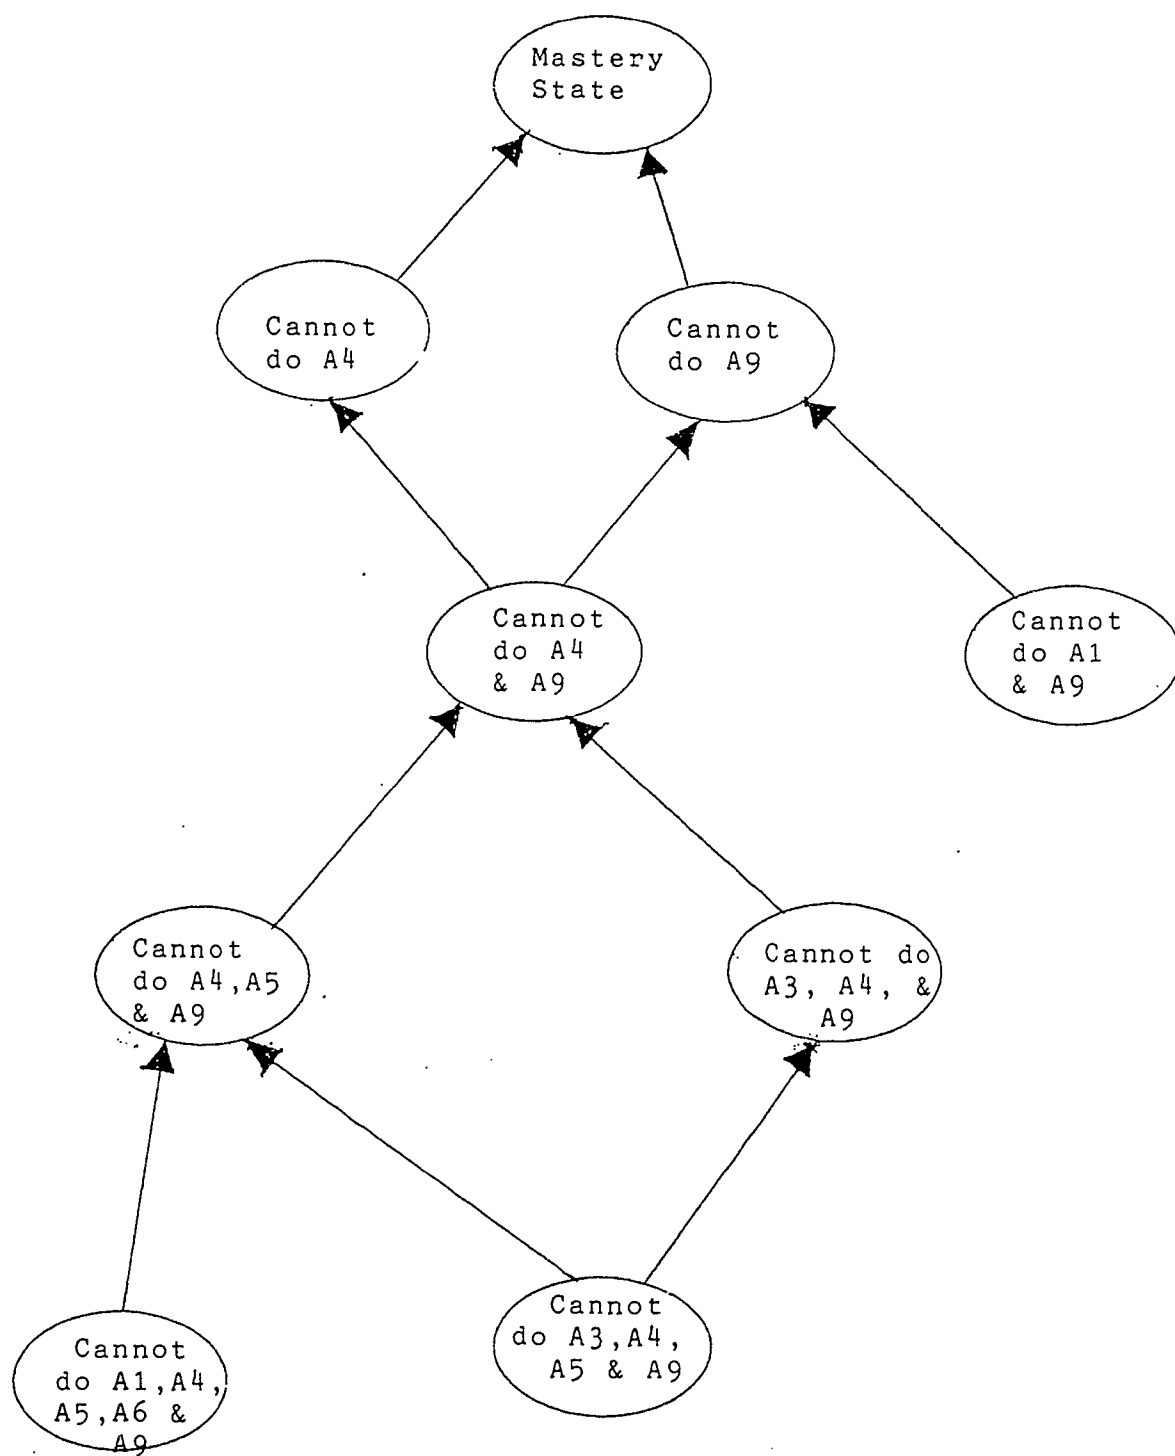 Mastery
State
Cannot
do A4
Cannot
do A9
Cannot
do A4
& A9
Cannot
do A1
& A9
Cannot
do A4,A5
& A9
Cannot do
A3, A4, &
A9
Cannot
do A3,A4,
A5 & A9
Cannot
do A1,A4,
A5,A6 &
A9